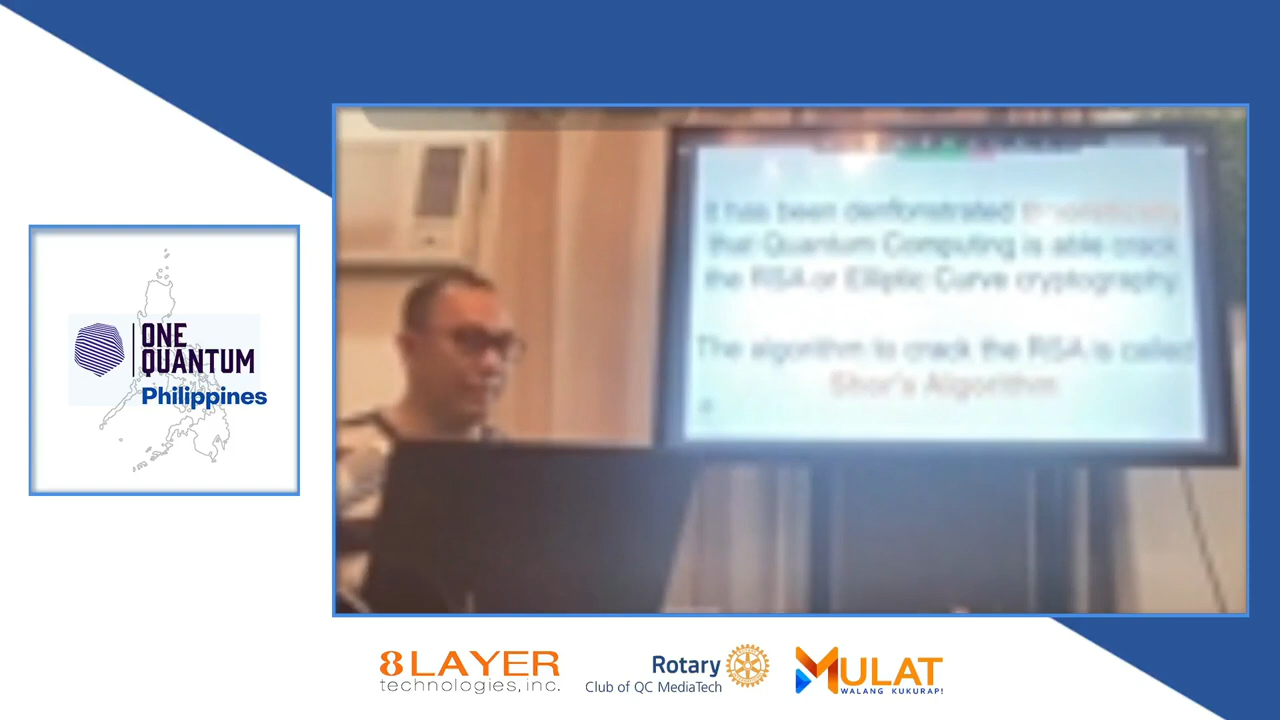 It has been demonstrated theoretically
that Quantum Computing is able crack
the RSA or Elliptic Curve cryptography.
The algorithm to crack the RSA is called
Shor's Algorithm
ONE
QUANTUM
Philippines
8LAYER
technologies, inc.
Rotary
Club of QC MediaTech
MULAT
WALANG KUKURAP!